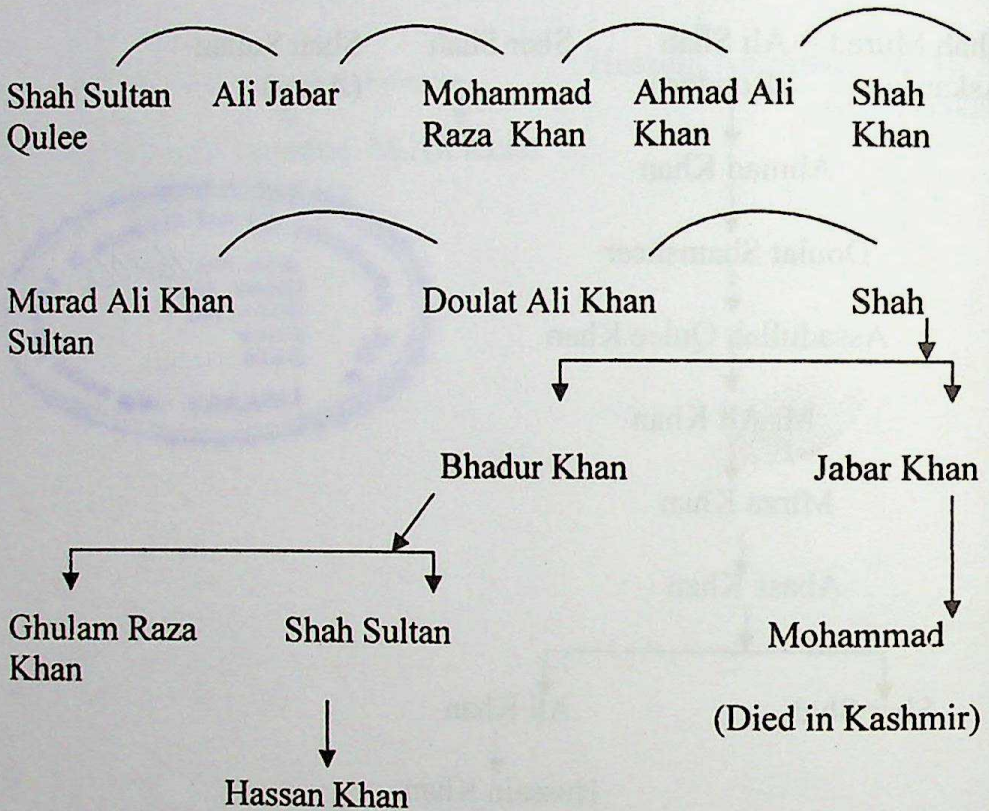 Shah Sultan Ali Jabar Mohammad Ahmad Ali Shah
Qulee Raza Khan Khan Khan
Murad Ali Khan Doulat Ali Khan Shah
Sultan
Bhadur Khan Jabar Khan
Ghulam Raza Shah Sultan Mohammad
Khan
(Died in Kashmir)
Hassan Khan